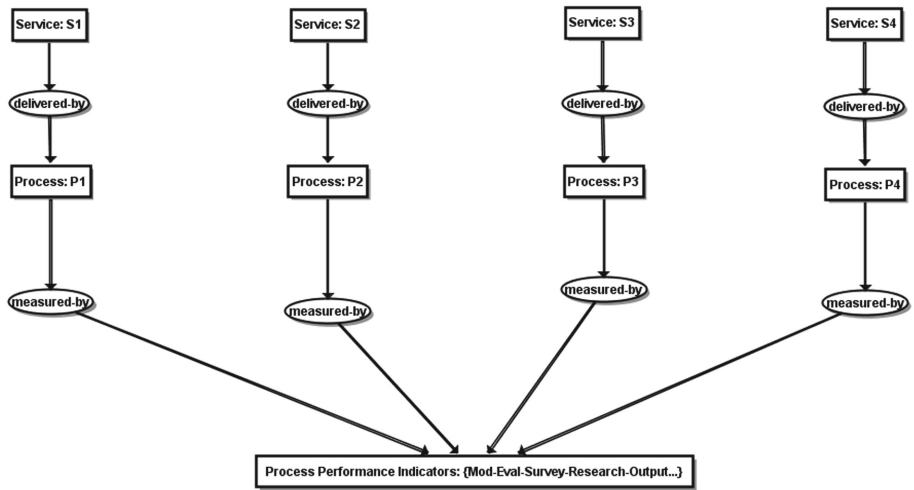 Service: S1
Service: S2
Service: S3
Service: S4
delivered-by
delivered-by
delivered-by
delivered-by
Process: P1
Process: P2
Process: P3
Process: P4
measured-by
measured-by
measured-by
measured-by
Process Performance Indicators: {Mod-Eval-Survey-Research-Output...}